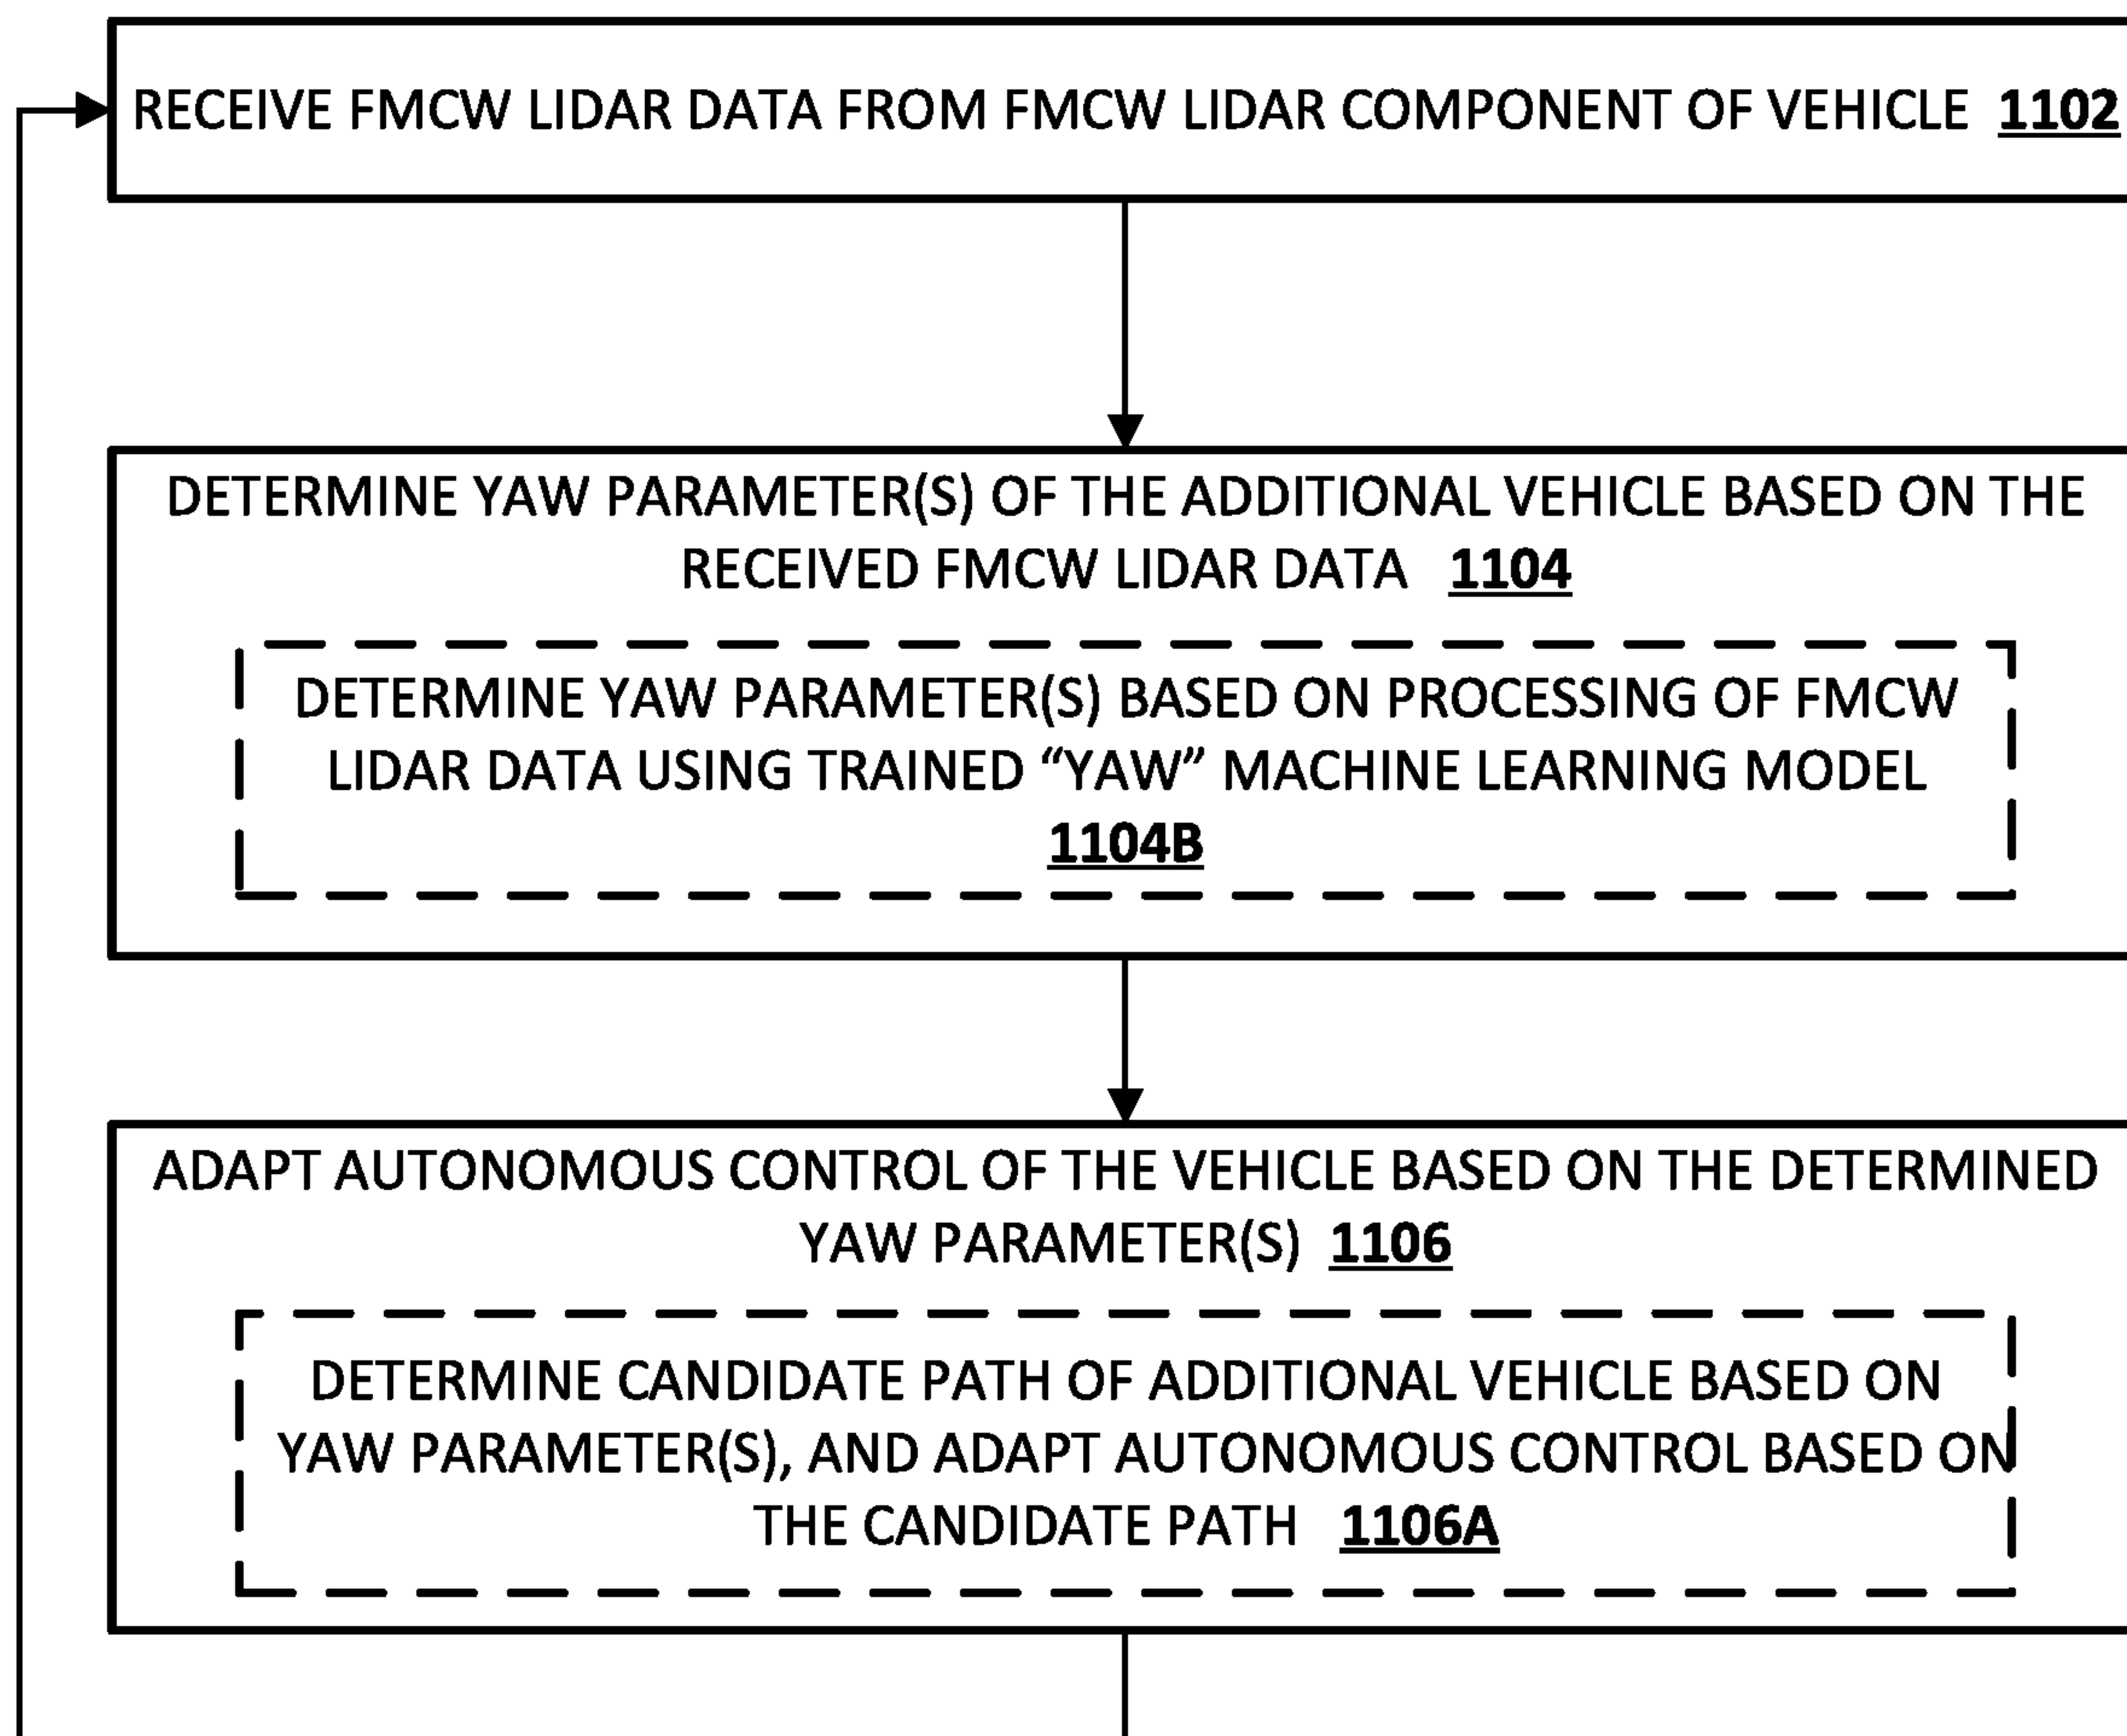 RECEIVE FMCW LIDAR DATA FROM FMCW LIDAR COMPONENT OF VEHICLE 1102
DETERMINE YAW PARAMETER(S) OF THE ADDITIONAL VEHICLE BASED ON THE
RECEIVED FMCW LIDAR DATA 1104
DETERMINE YAW PARAMETER(S) BASED ON PROCESSING OF FMCW
LIDAR DATA USING TRAINED “YAW” MACHINE LEARNING MODEL
1104B
ADAPT AUTONOMOUS CONTROL OF THE VEHICLE BASED ON THE DETERMINED
YAW PARAMETER(S) 1106
DETERMINE CANDIDATE PATH OF ADDITIONAL VEHICLE BASED ON
YAW PARAMETER(S), AND ADAPT AUTONOMOUS CONTROL BASED ON
THE CANDIDATE PATH 1106A